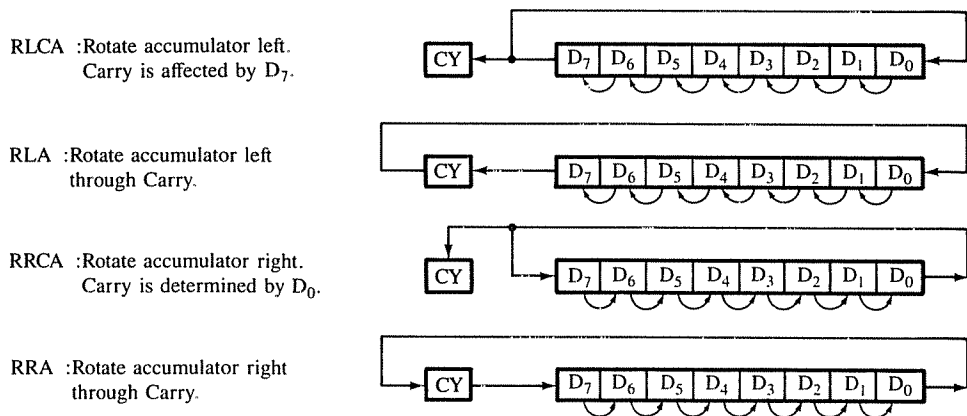 RLCA :Rotate accumulator left.
Carry is affected by D₇.
CY D₇ D₆ D₅ D₄ D₃ D₂ D₁ D₀
RLA :Rotate accumulator left
through Carry.
CY D₇ D₆ D₅ D₄ D₃ D₂ D₁ D₀
RRCA :Rotate accumulator right.
Carry is determined by D₀.
CY D₇ D₆ D₅ D₄ D₃ D₂ D₁ D₀
RRA :Rotate accumulator right
through Carry.
CY D₇ D₆ D₅ D₄ D₃ D₂ D₁ D₀